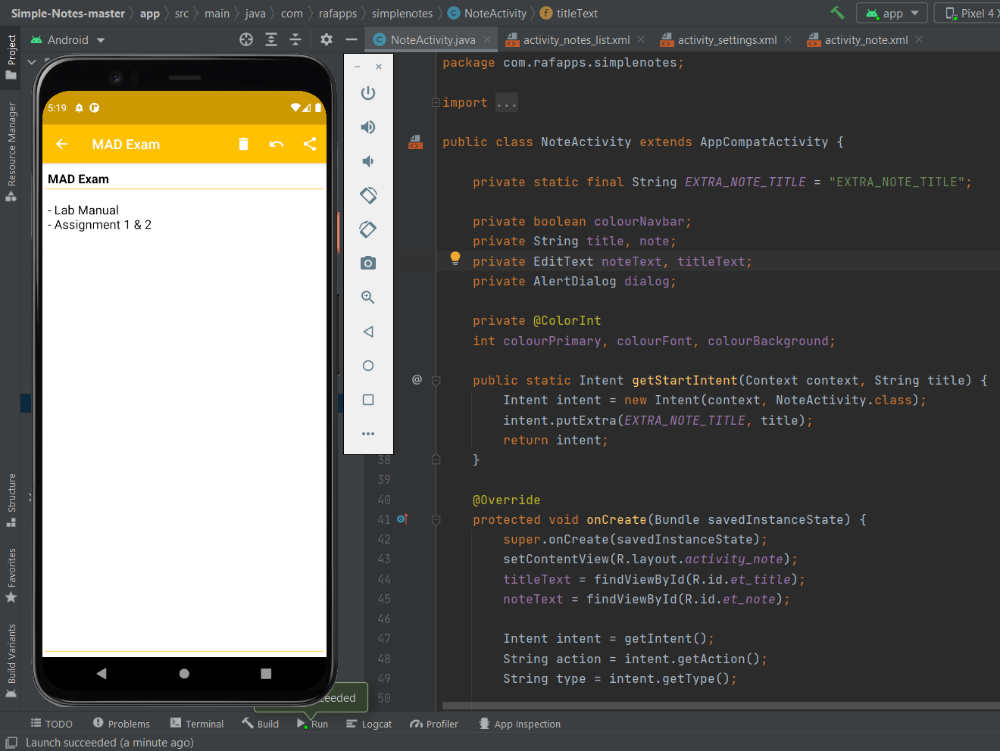 Simple-Notes-master app src main java com rafapps simplenotes NoteActivity titleText app Pixel 4
Android NoteActivity.java activity_notes_list.xml activity_settings.xml activity_note.xml
Project
Resource Manager
Structure
Favorites
Build Variants
5:19
MAD Exam
MAD Exam
- Lab Manual
- Assignment 1 & 2
package com.rafapps.simplenotes;
import ...
public class NoteActivity extends AppCompatActivity {
private static final String EXTRA_NOTE_TITLE = "EXTRA_NOTE_TITLE";
private boolean colourNavbar;
private String title, note;
private EditText noteText, titleText;
private AlertDialog dialog;
private @ColorInt
int colourPrimary, colourFont, colourBackground;
@ public static Intent getStartIntent(Context context, String title) {
Intent intent = new Intent(context, NoteActivity.class);
intent.putExtra(EXTRA_NOTE_TITLE, title);
return intent;
38 }
39
40 @Override
41 protected void onCreate(Bundle savedInstanceState) {
42 super.onCreate(savedInstanceState);
43 setContentView(R.layout.activity_note);
44 titleText = findViewById(R.id.et_title);
45 noteText = findViewById(R.id.et_note);
46
47 Intent intent = getIntent();
48 String action = intent.getAction();
49 String type = intent.getType();
50
TODO Problems Terminal Build Run Logcat Profiler App Inspection
Launch succeeded (a minute ago)